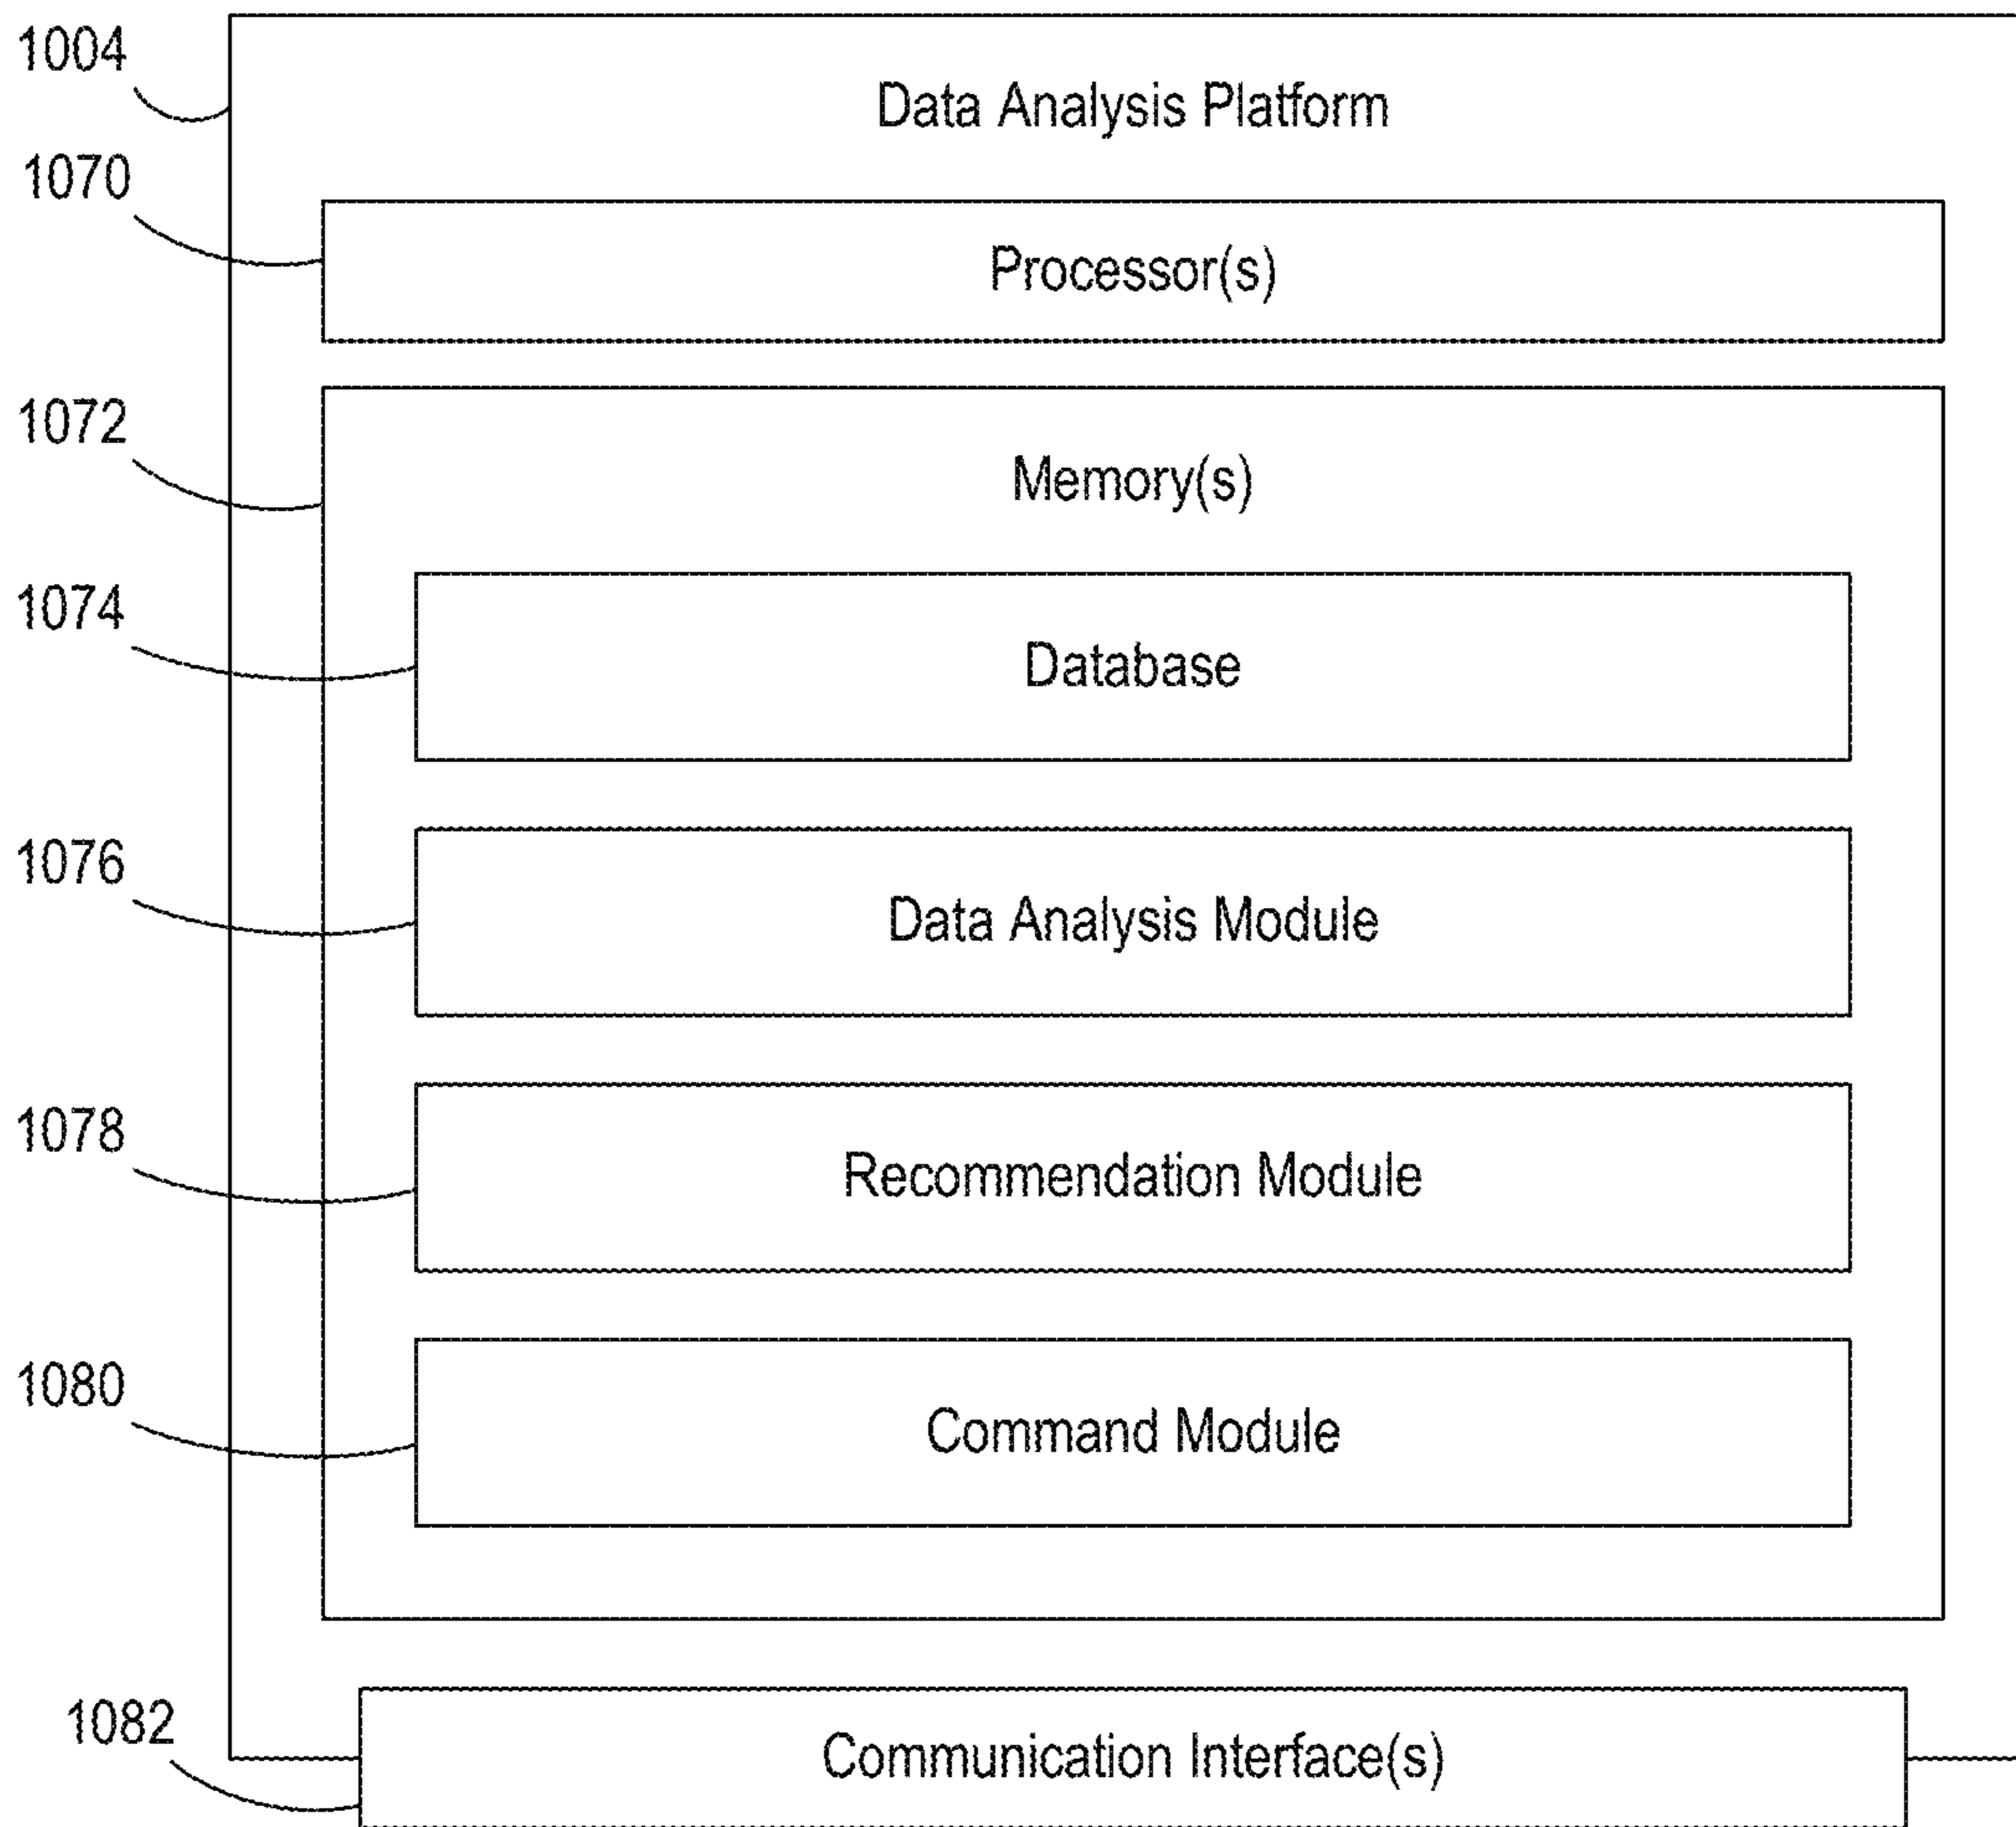 1004
Data Analysis Platform
1070
Processor(s)
1072
Memory(s)
1074
Database
1076
Data Analysis Module
1078
Recommendation Module
1080
Command Module
1082
Communication Interface(s)